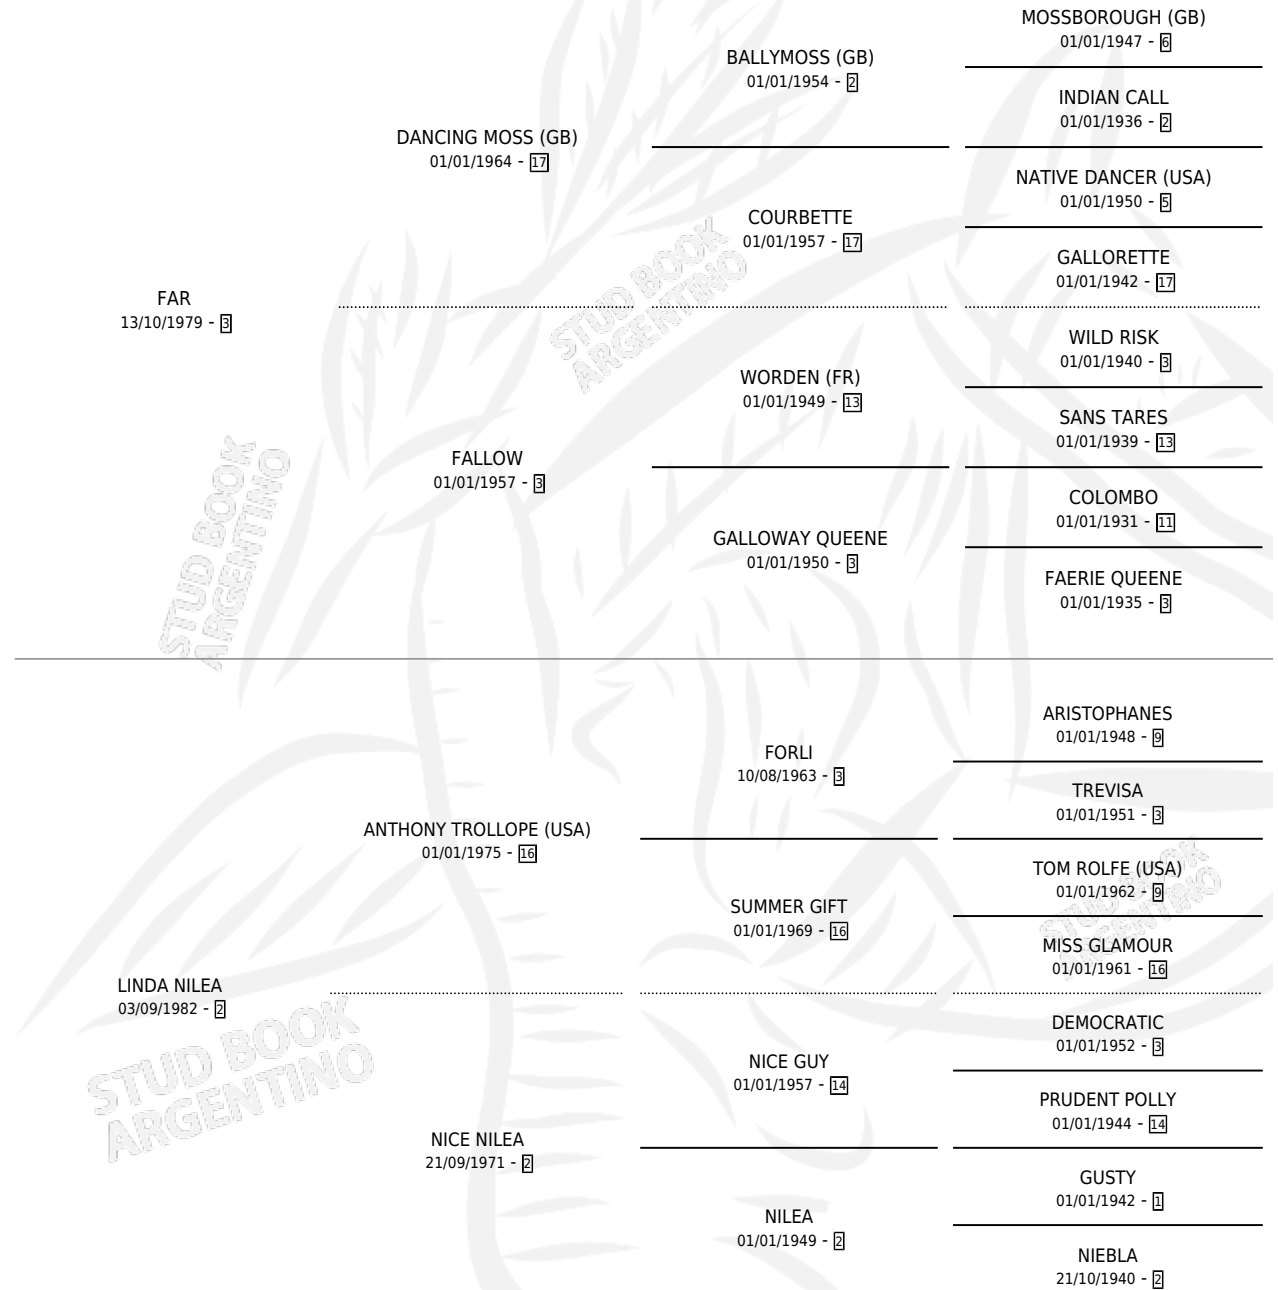 MOSSBOROUGH (GB)
01/01/1947 - 6
BALLYMOSS (GB)
01/01/1954 - 2
INDIAN CALL
01/01/1936 - 2
DANCING MOSS (GB)
01/01/1964 - 17
NATIVE DANCER (USA)
01/01/1950 - 5
COURBETTE
01/01/1957 - 17
GALLORETTE
01/01/1942 - 17
FAR
13/10/1979 - 3
WILD RISK
01/01/1940 - 3
WORDEN (FR)
01/01/1949 - 13
SANS TARES
01/01/1939 - 13
FALLOW
01/01/1957 - 3
COLOMBO
01/01/1931 - 11
GALLOWAY QUEENE
01/01/1950 - 3
FAERIE QUEENE
01/01/1935 - 3
ARISTOPHANES
01/01/1948 - 9
FORLI
10/08/1963 - 3
TREVISA
01/01/1951 - 3
ANTHONY TROLLOPE (USA)
01/01/1975 - 16
TOM ROLFE (USA)
01/01/1962 - 9
SUMMER GIFT
01/01/1969 - 16
MISS GLAMOUR
01/01/1961 - 16
LINDA NILEA
03/09/1982 - 2
DEMOCRATIC
01/01/1952 - 3
NICE GUY
01/01/1957 - 14
PRUDENT POLLY
01/01/1944 - 14
NICE NILEA
21/09/1971 - 2
GUSTY
01/01/1942 - 1
NILEA
01/01/1949 - 2
NIEBLA
21/10/1940 - 2
STUD BOOK
ARGENTINO
STUD BOOK
ARGENTINO
STUD BOOK
ARGENTINO
STUD BOOK
ARGENTINO